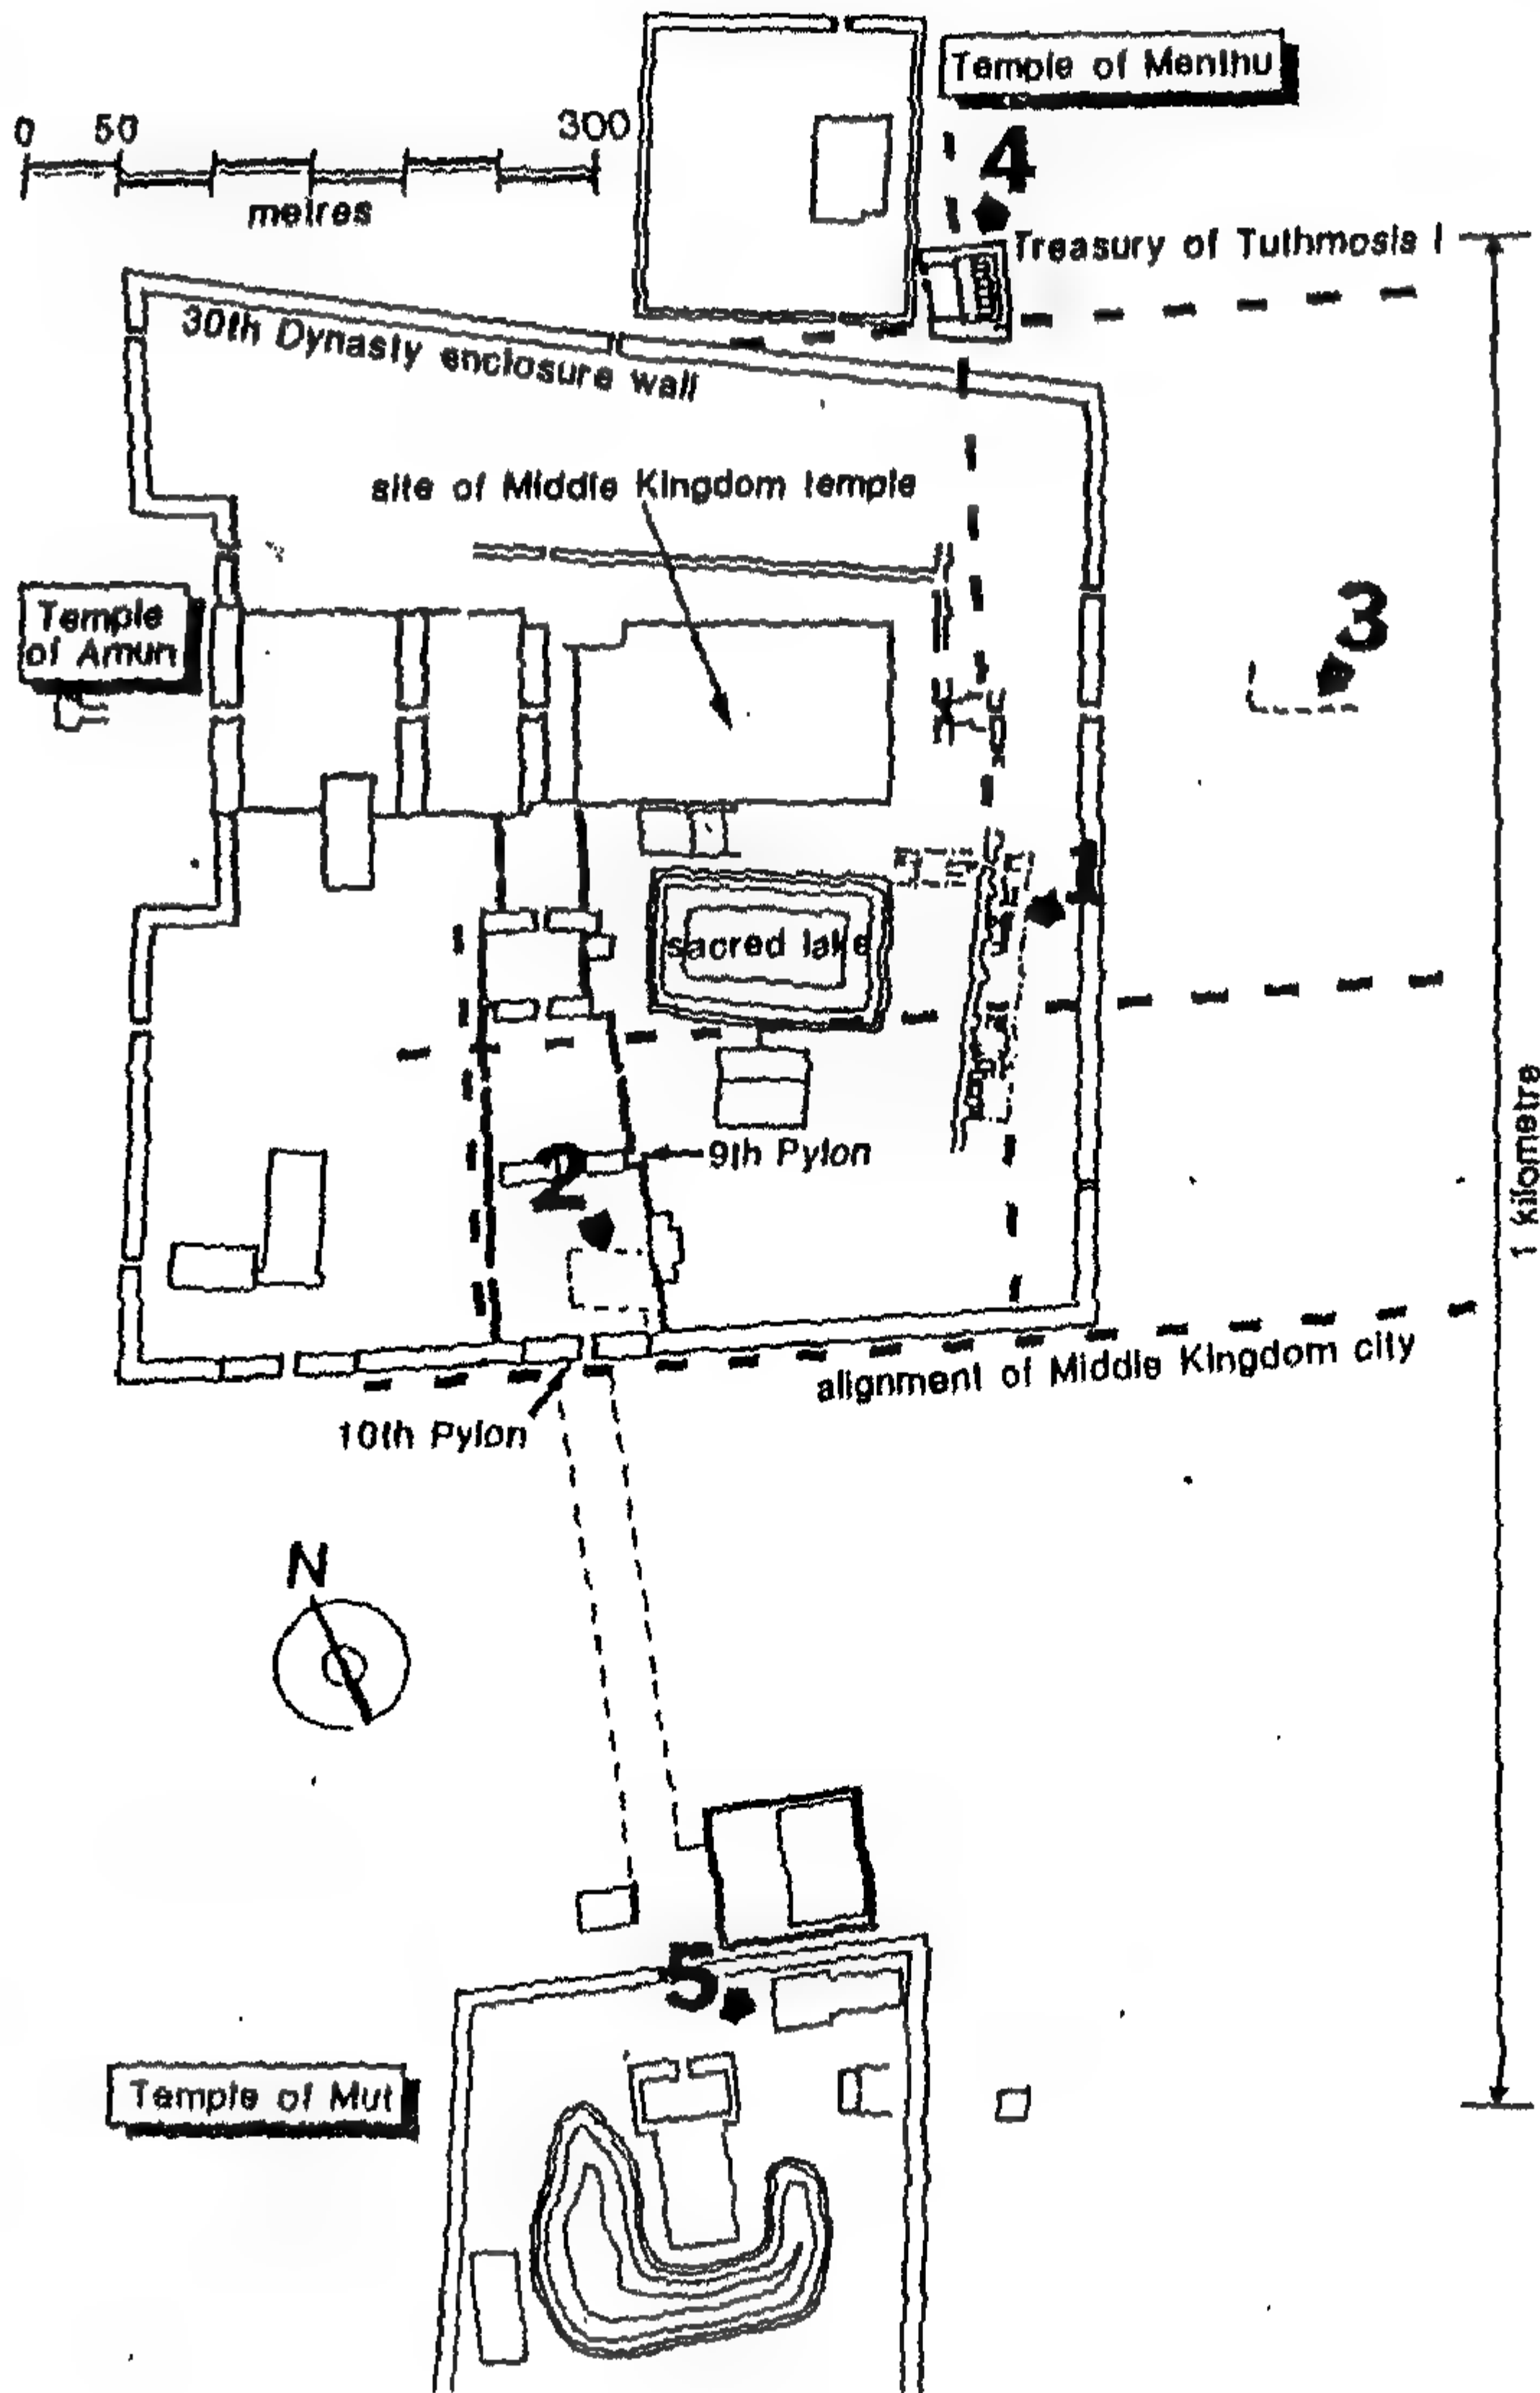 Temple of Menthu
0 50 300
metres
4
Treasury of Tuthmosis I
30th Dynasty enclosure wall
site of Middle Kingdom temple
3
Temple
of Amun
1
sacred lake
1 kilometre
9th Pylon
2
alignment of Middle Kingdom city
10th Pylon
N
5
Temple of Mut